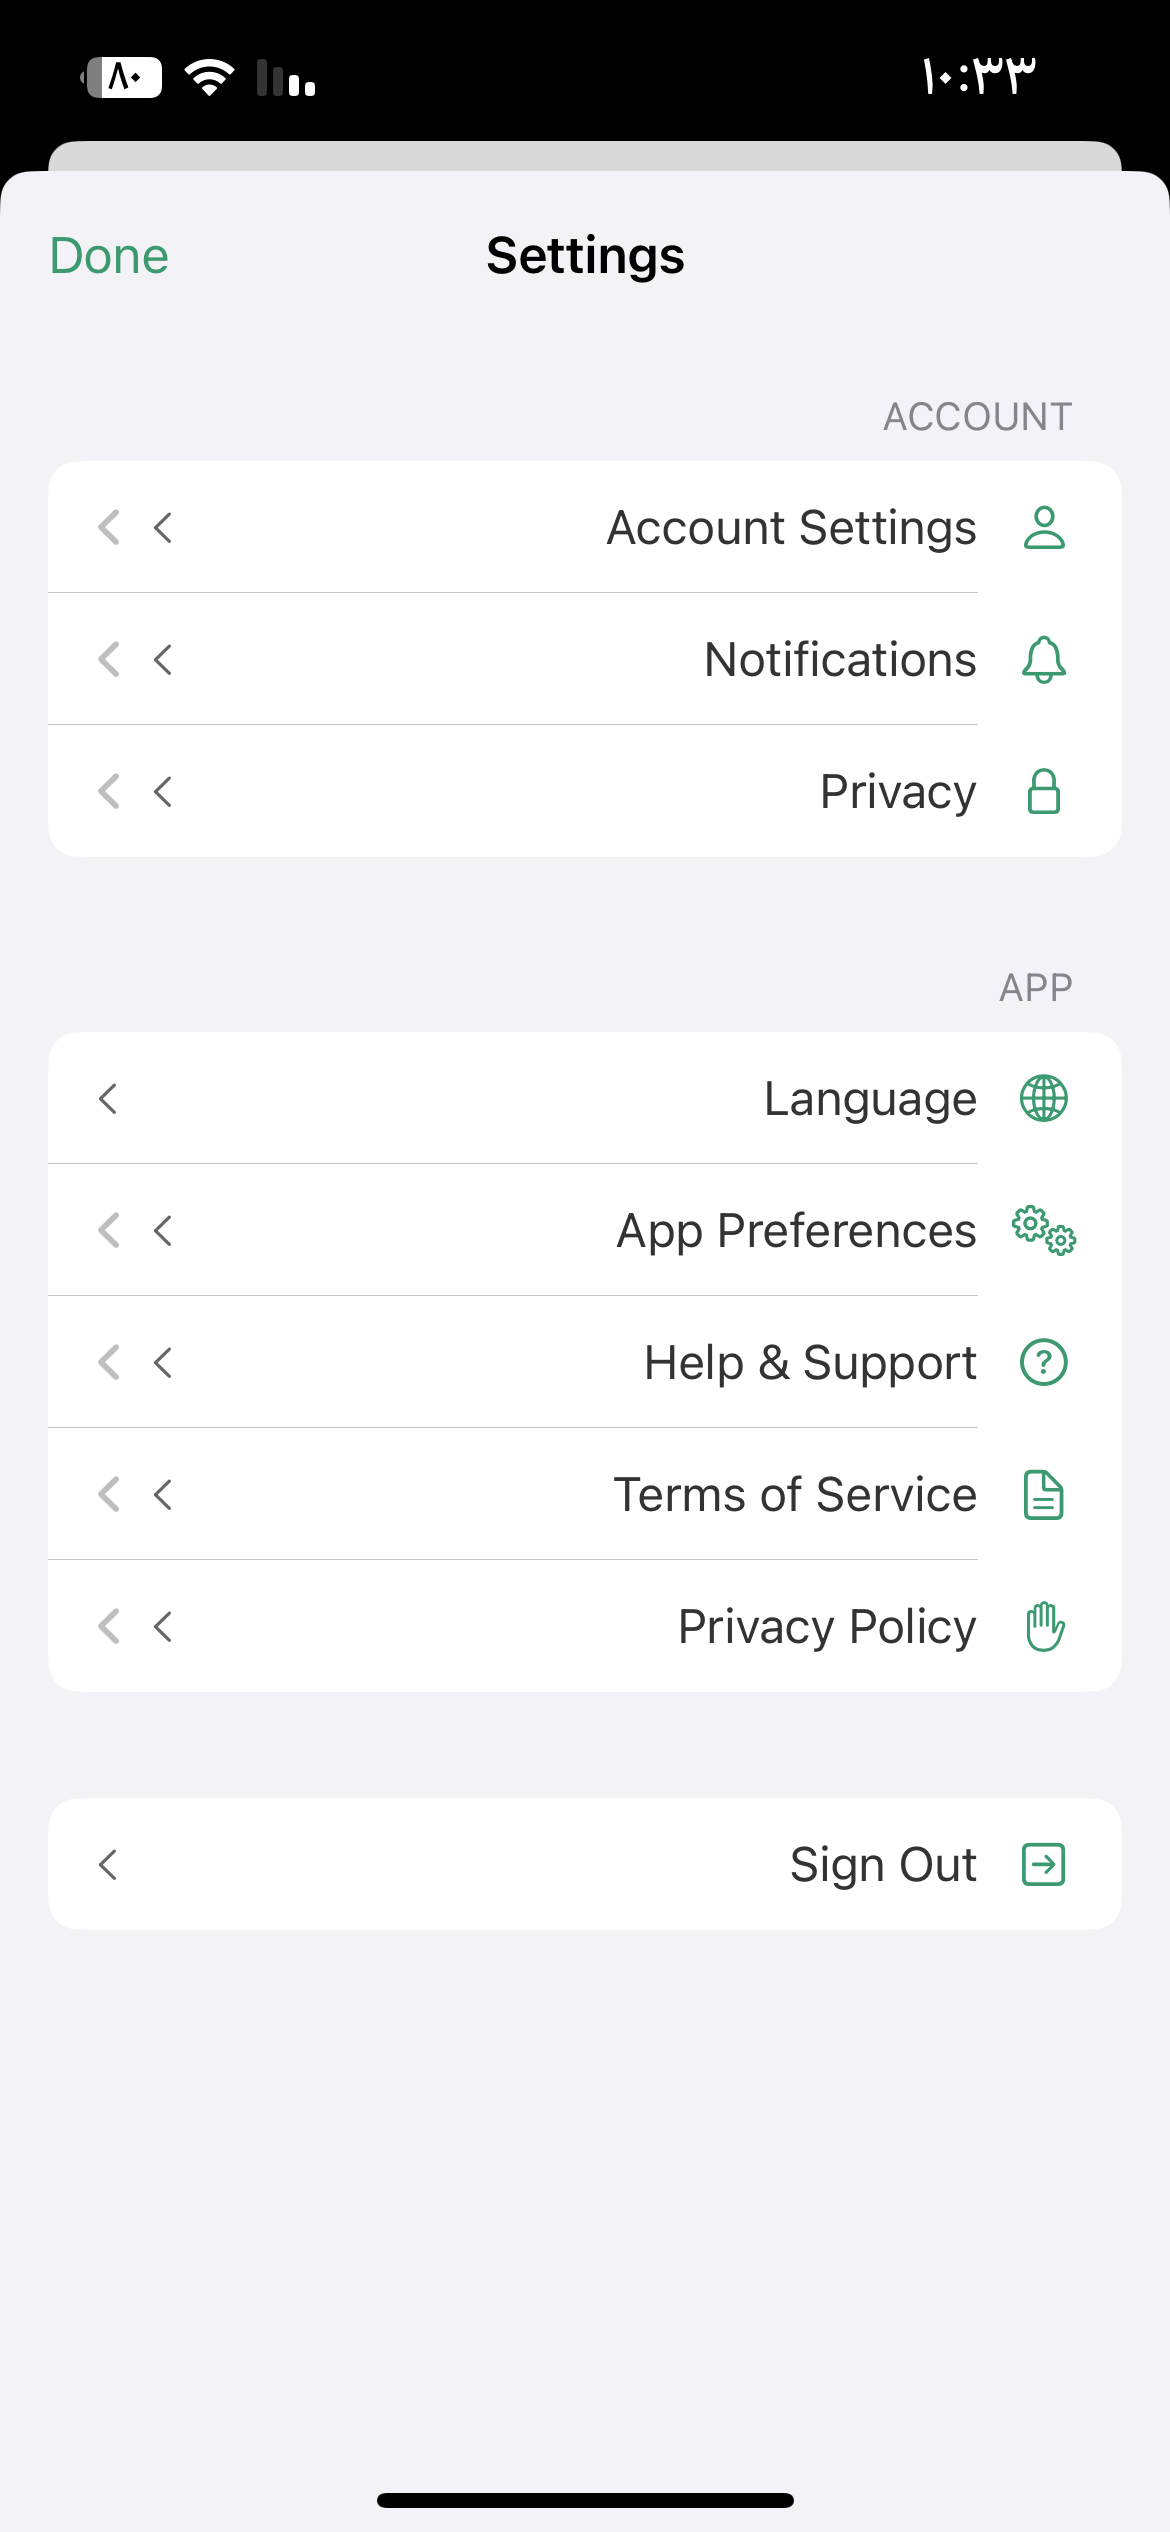 ١٠:٣٣
٨٠
Done
Settings
ACCOUNT
Account Settings
Notifications
Privacy
APP
Language
App Preferences
Help & Support
Terms of Service
Privacy Policy
Sign Out